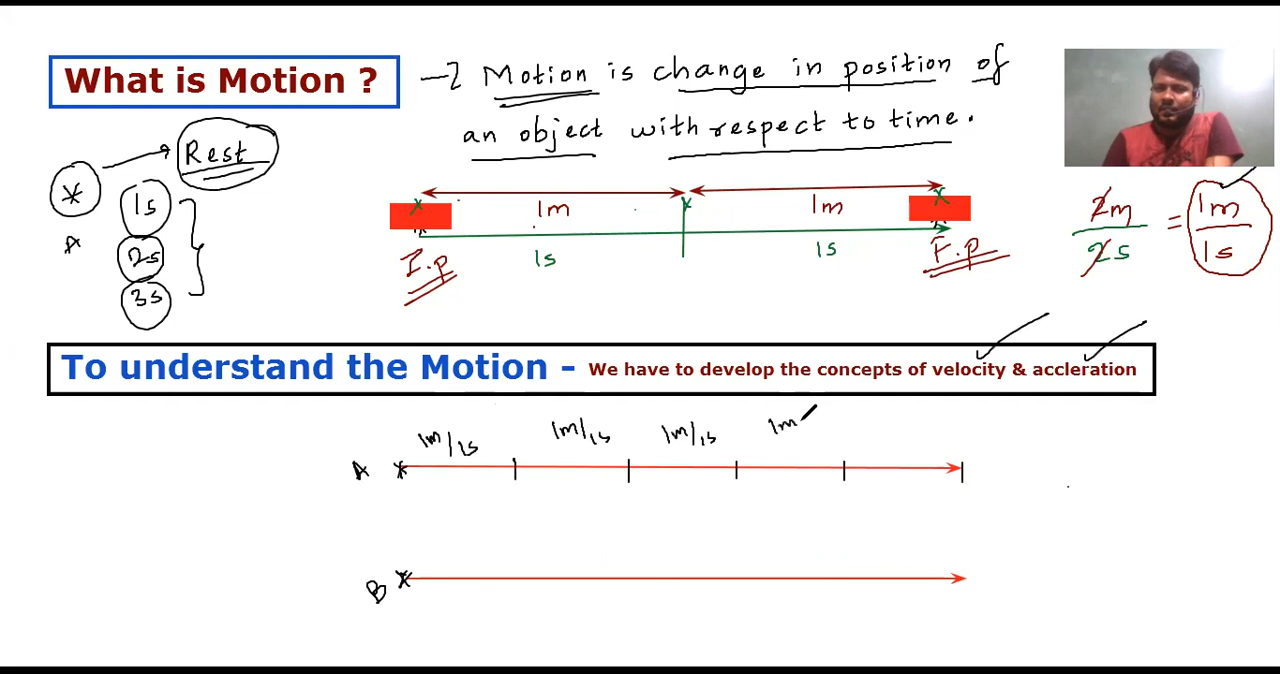 What is Motion ?
Motion is change in position of
an object with respect to time.
Rest
A
1s
2s
3s
1m 1m
1s 1s
I.p
F.p
2m/2s = 1m/1s
To understand the Motion - We have to develop the concepts of velocity & accleration
1m/1s 1m/1s 1m/1s 1m
A
B